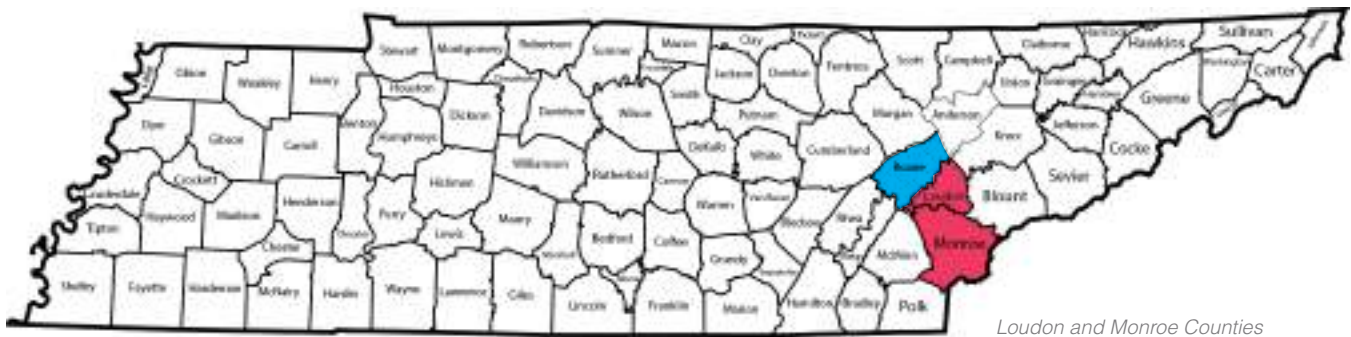 Stewart
Montgomery
Robertson
Sumner
Macon
Clay
Scott
Campbell
Claiborne
Hancock
Hawkins
Sullivan
Weakley
Henry
Houston
Jackson
Overton
Fentress
Union
Carter
Dickson
Davidson
Wilson
Smith
Putnam
Morgan
Anderson
Greene
Dyer
Gibson
Carroll
Benton
Humphreys
Knox
Jefferson
Cocke
Williamson
Rutherford
Cannon
DeKalb
White
Cumberland
Roane
Loudon
Blount
Sevier
Lauderdale
Crockett
Haywood
Madison
Henderson
Hickman
Perry
Lewis
Maury
Warren
Rhea
Monroe
Tipton
Chester
Bedford
Coffee
Grundy
McMinn
Shelby
Fayette
Hardeman
McNairy
Hardin
Wayne
Lawrence
Giles
Lincoln
Franklin
Marion
Hamilton
Bradley
Polk
Loudon and Monroe Counties